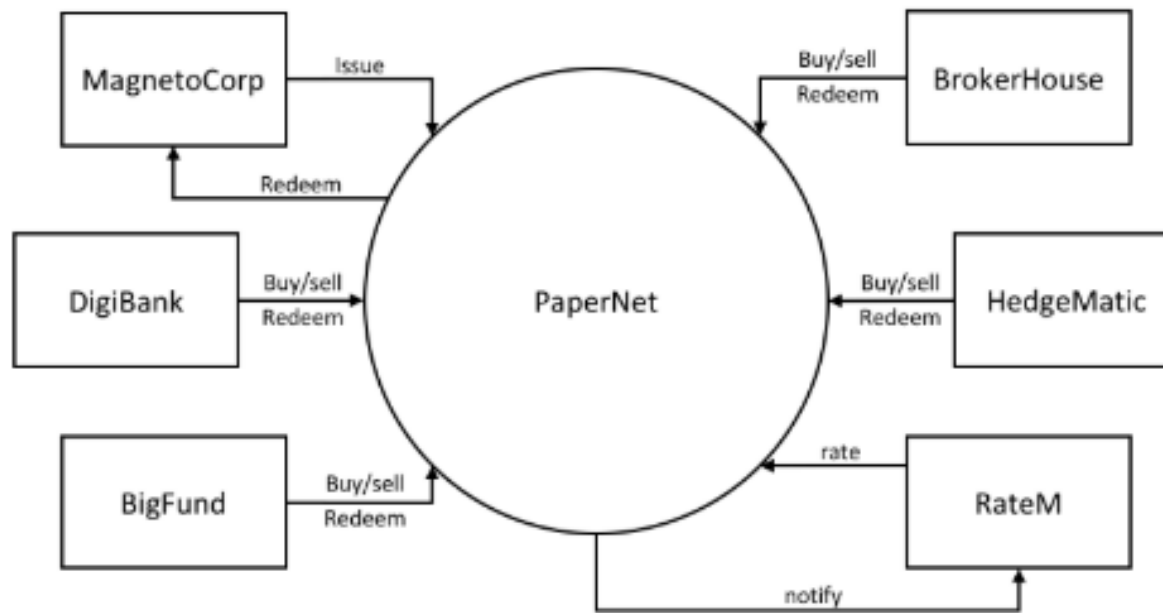 MagnetoCorp
Issue
Redeem
Buy/sell
Redeem
BrokerHouse
DigiBank
Buy/sell
Redeem
PaperNet
Buy/sell
Redeem
HedgeMatic
BigFund
Buy/sell
Redeem
rate
RateM
notify